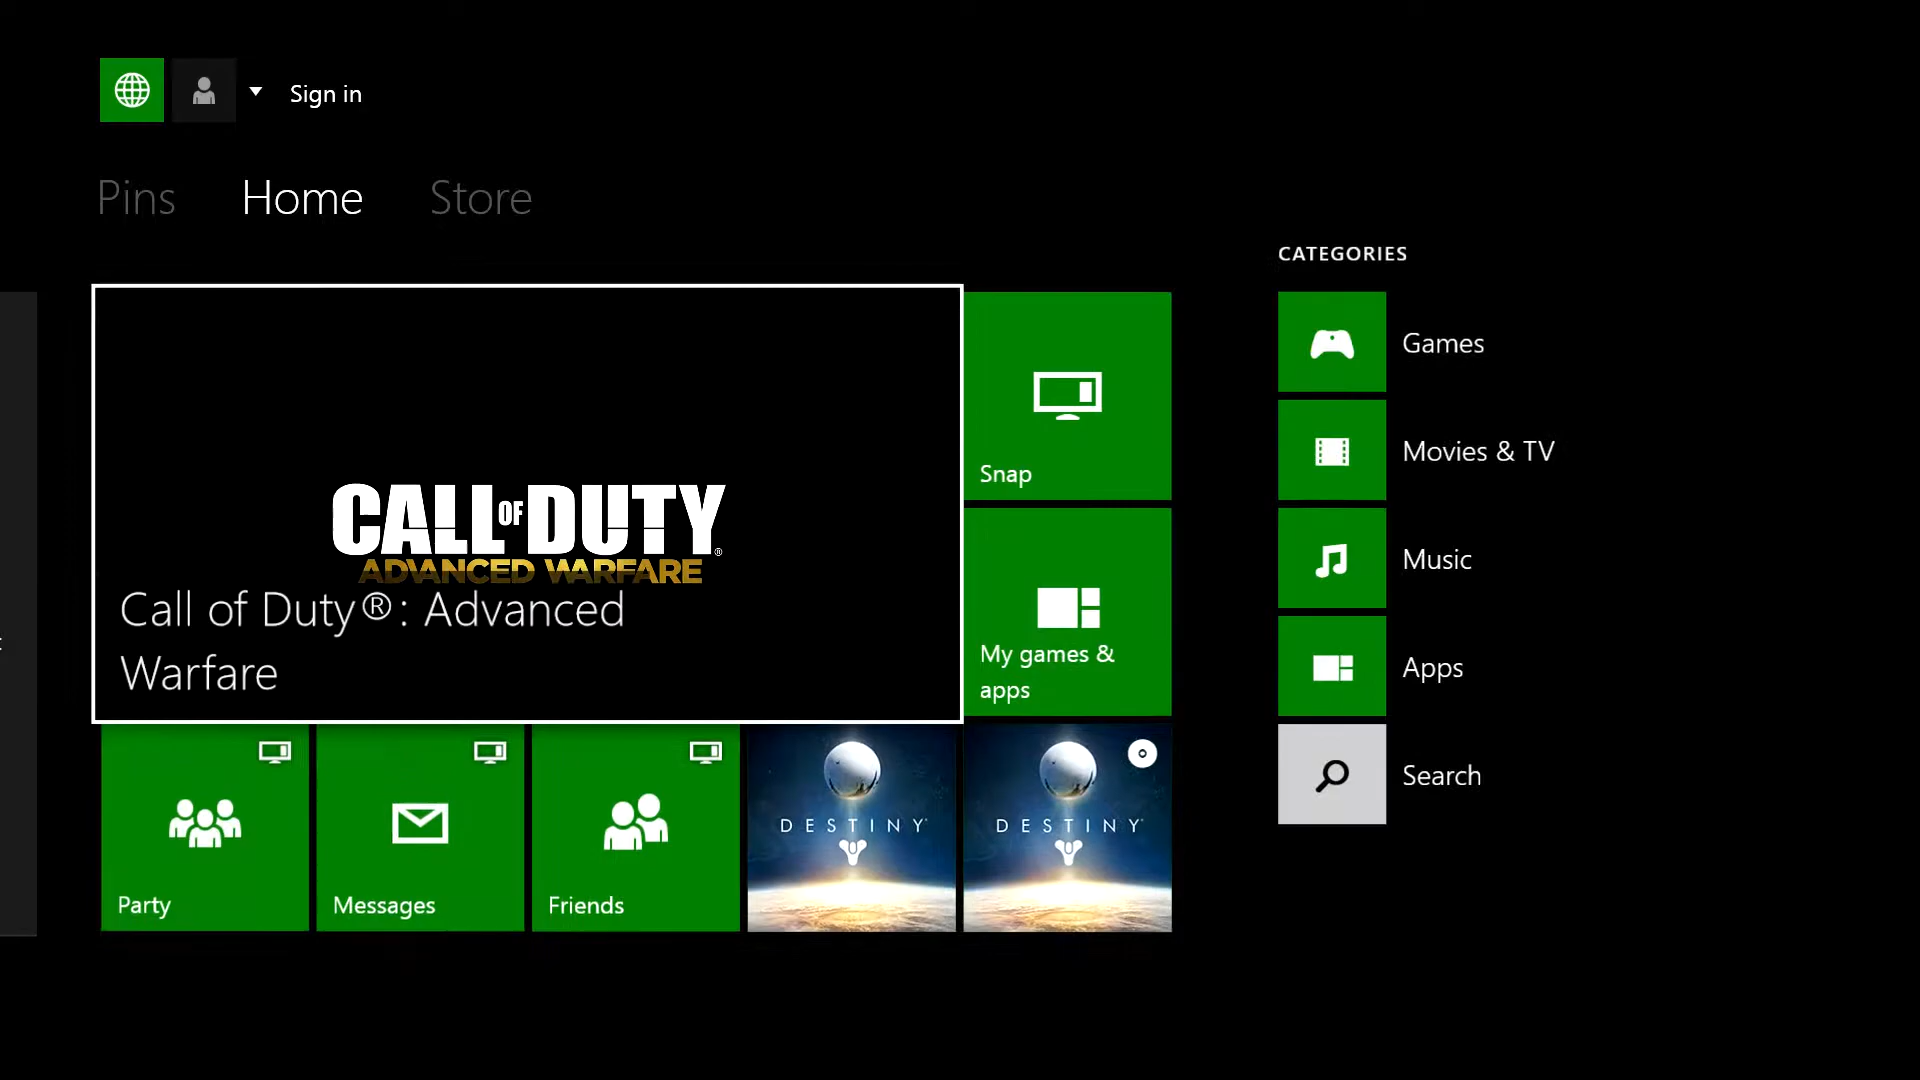 Sign in
Pins Home Store
CATEGORIES
CALL OF DUTY®
ADVANCED WARFARE
Call of Duty®: Advanced
Warfare
Snap
My games &
apps
Party
Messages
Friends
DESTINY
DESTINY
Games
Movies & TV
Music
Apps
Search